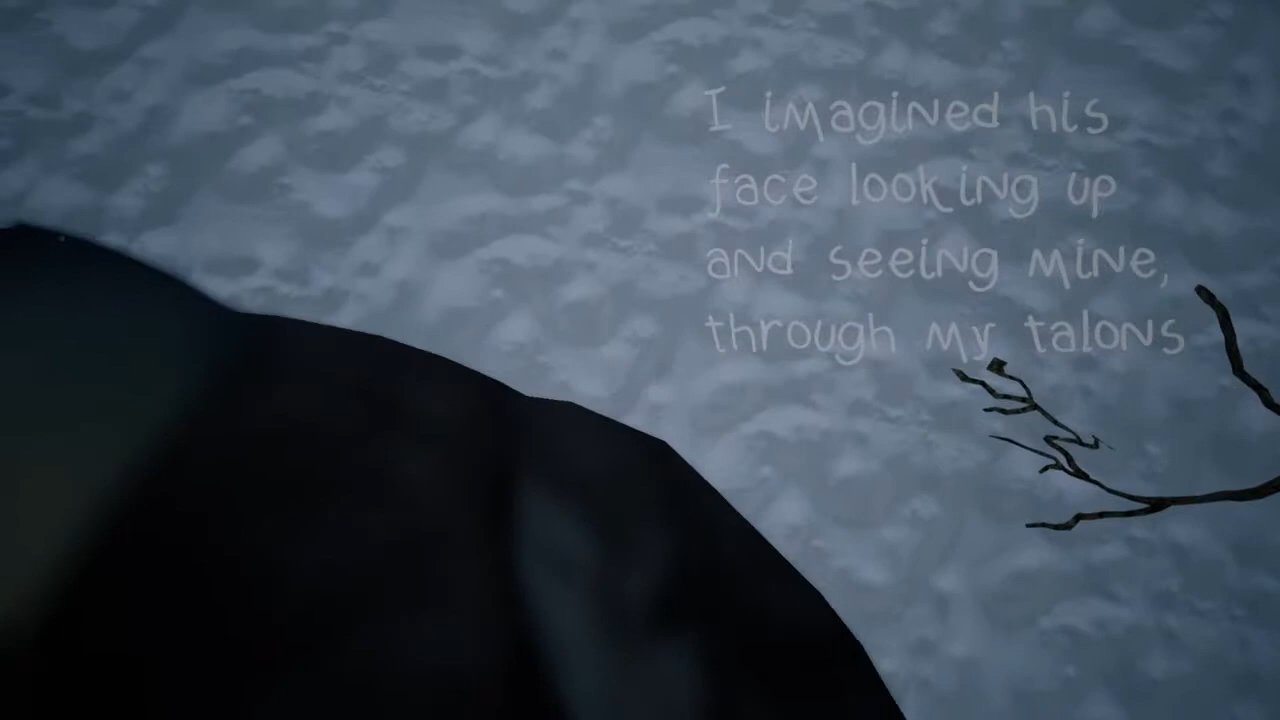 I imagined his
face looking up
and seeing mine,
through my talons